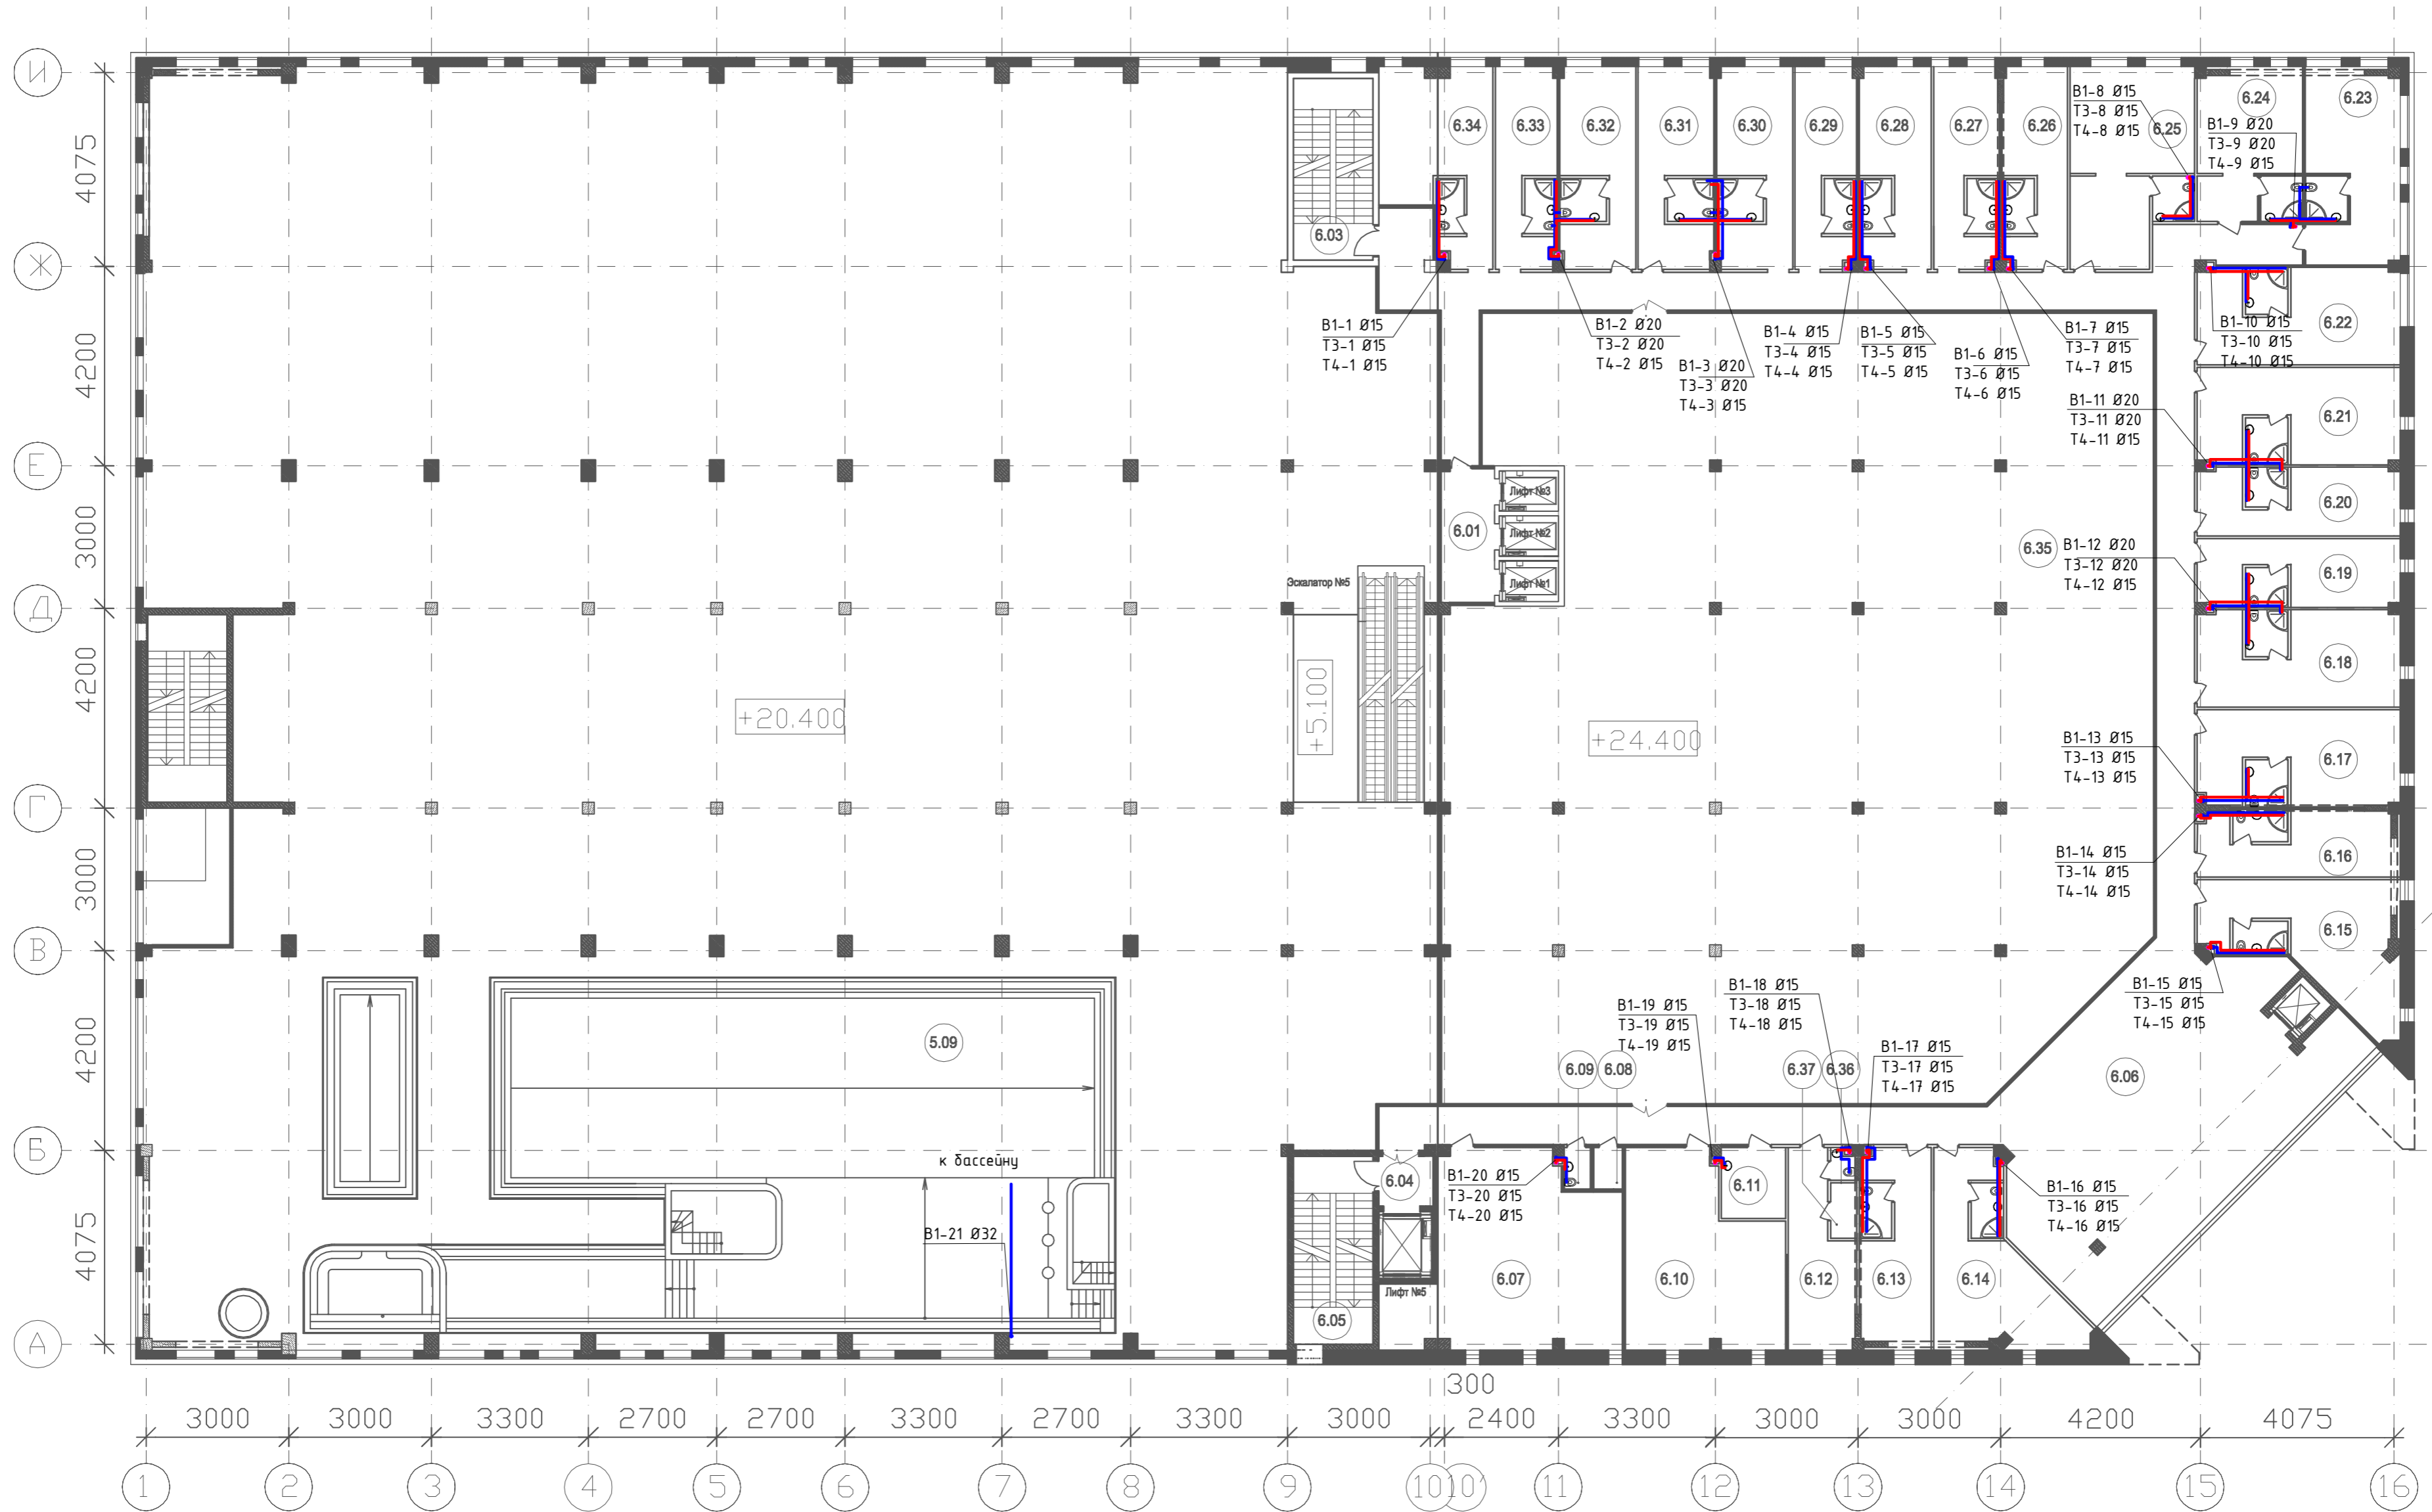 И
Ж
Е
Д
Г
В
Б
А
4075
4200
3000
4200
3000
4200
4075
6.34
6.33
6.32
6.31
6.30
6.29
6.28
6.27
6.26
6.25
6.24
6.23
В1-8 Ø15
Т3-8 Ø15
Т4-8 Ø15
В1-9 Ø20
Т3-9 Ø20
Т4-9 Ø15
6.03
В1-1 Ø15
Т3-1 Ø15
Т4-1 Ø15
В1-2 Ø20
Т3-2 Ø20
Т4-2 Ø15
В1-3 Ø20
Т3-3 Ø20
Т4-3 Ø15
В1-4 Ø15
Т3-4 Ø15
Т4-4 Ø15
В1-5 Ø15
Т3-5 Ø15
Т4-5 Ø15
В1-6 Ø15
Т3-6 Ø15
Т4-6 Ø15
В1-7 Ø15
Т3-7 Ø15
Т4-7 Ø15
В1-10 Ø15
Т3-10 Ø15
Т4-10 Ø15
6.22
В1-11 Ø20
Т3-11 Ø20
Т4-11 Ø15
6.21
6.20
Лифт №3
Лифт №2
Лифт №1
6.01
6.35
В1-12 Ø20
Т3-12 Ø20
Т4-12 Ø15
6.19
6.18
Эскалатор №5
+20.400
+5.100
+24.400
В1-13 Ø15
Т3-13 Ø15
Т4-13 Ø15
6.17
В1-14 Ø15
Т3-14 Ø15
Т4-14 Ø15
6.16
6.15
В1-15 Ø15
Т3-15 Ø15
Т4-15 Ø15
5.09
В1-19 Ø15
Т3-19 Ø15
Т4-19 Ø15
В1-18 Ø15
Т3-18 Ø15
Т4-18 Ø15
В1-17 Ø15
Т3-17 Ø15
Т4-17 Ø15
6.09
6.08
6.37
6.36
6.06
к бассейну
В1-21 Ø32
6.04
В1-20 Ø15
Т3-20 Ø15
Т4-20 Ø15
6.11
В1-16 Ø15
Т3-16 Ø15
Т4-16 Ø15
6.07
6.10
6.12
6.13
6.14
Лифт №5
6.05
300
3000
3000
3300
2700
2700
3300
2700
3300
3000
2400
3300
3000
3000
4200
4075
1
2
3
4
5
6
7
8
9
10
10'
11
12
13
14
15
16